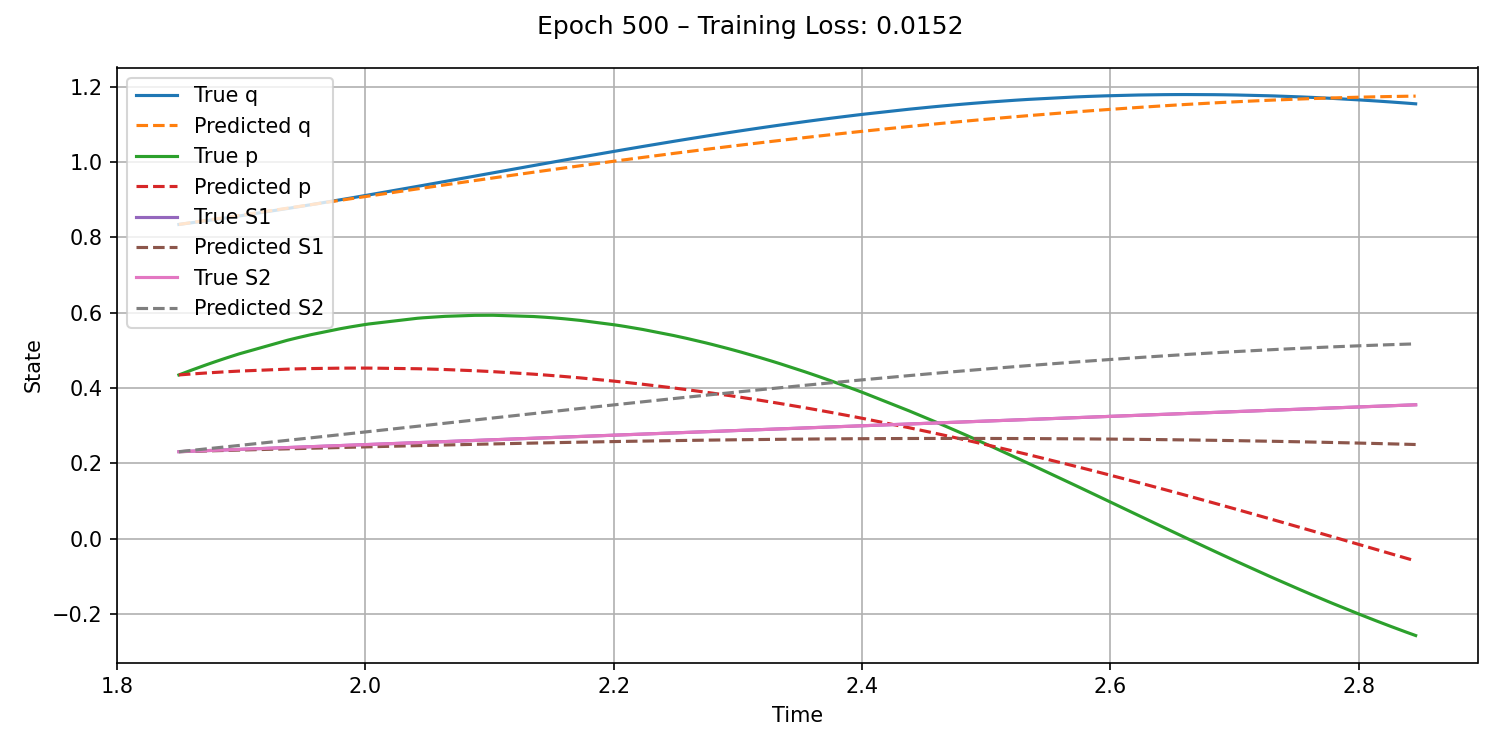 Epoch 500 – Training Loss: 0.0152
True q
Predicted q
True p
Predicted p
True S1
Predicted S1
True S2
Predicted S2
State
1.2
1.0
0.8
0.6
0.4
0.2
0.0
−0.2
1.8 2.0 2.2 2.4 2.6 2.8
Time